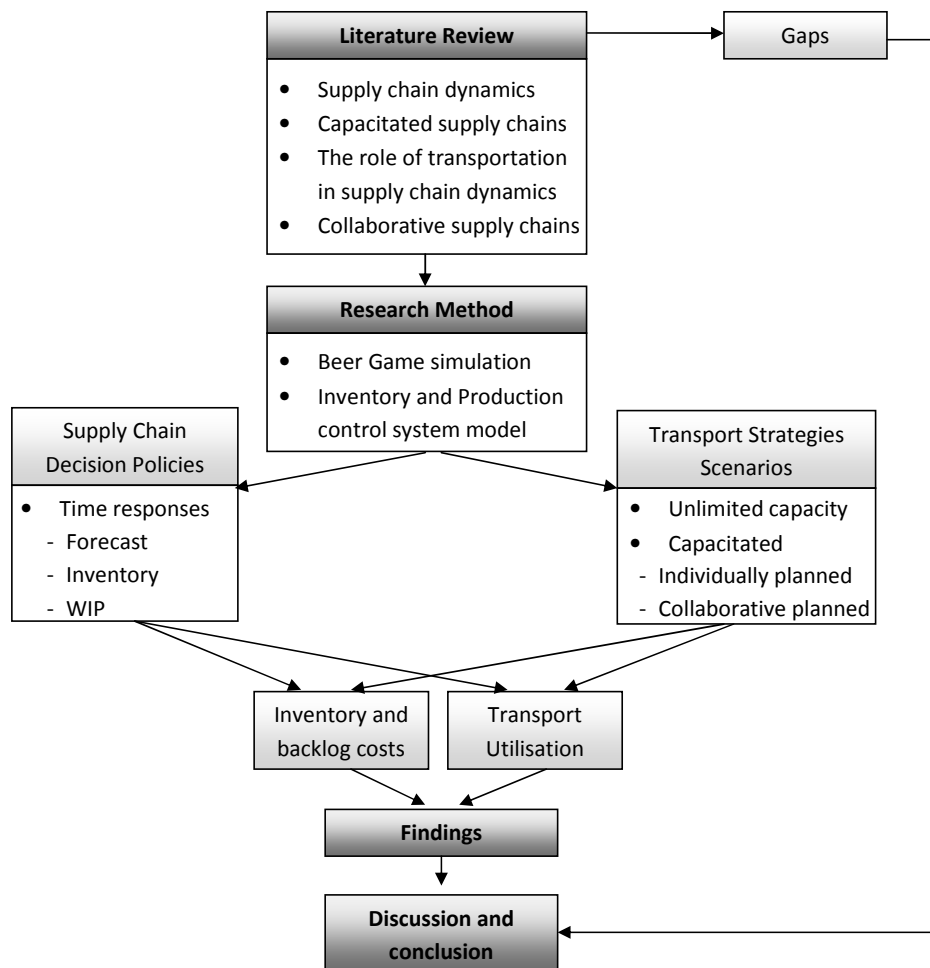 Literature Review
Gaps
• Supply chain dynamics
• Capacitated supply chains
• The role of transportation
in supply chain dynamics
• Collaborative supply chains
Research Method
• Beer Game simulation
• Inventory and Production
control system model
Supply Chain
Decision Policies
• Time responses
- Forecast
- Inventory
- WIP
Transport Strategies
Scenarios
• Unlimited capacity
• Capacitated
- Individually planned
- Collaborative planned
Inventory and
backlog costs
Transport
Utilisation
Findings
Discussion and
conclusion